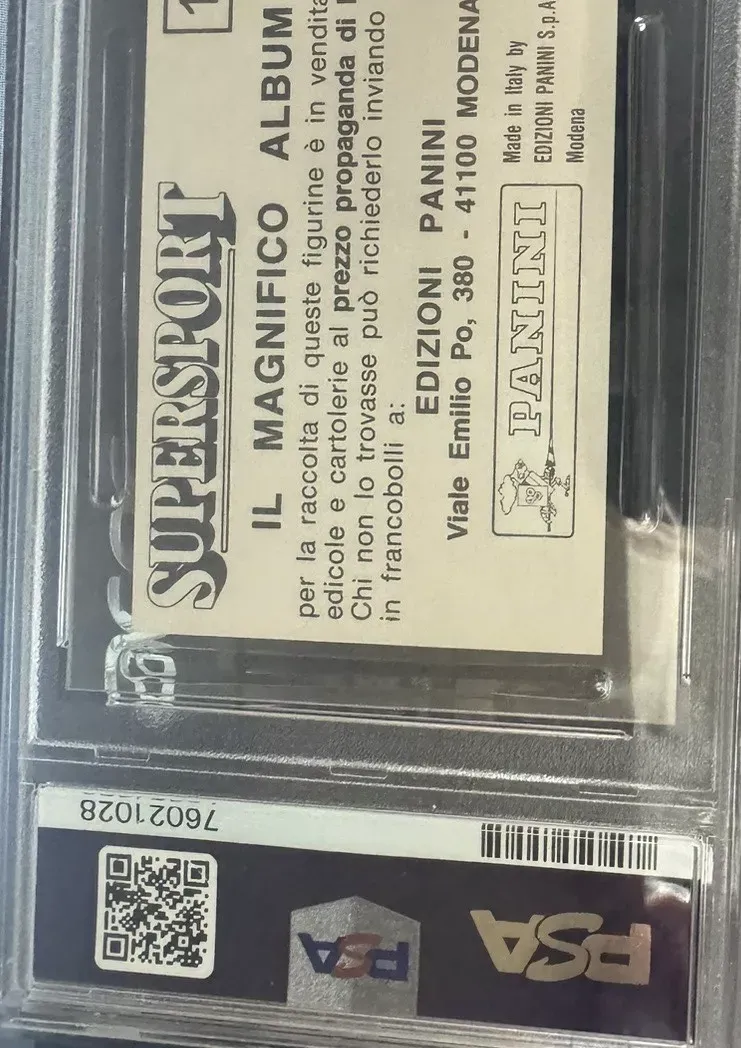 SUPERSPORT
IL MAGNIFICO ALBUM
per la raccolta di queste figurine è in vendita
edicole e cartolerie al prezzo propaganda di
Chi non lo trovasse può richiederlo inviando
in francobolli a:
EDIZIONI PANINI
Viale Emilio Po, 380 - 41100 MODENA
PANINI
Made in Italy by
EDIZIONI PANINI S.p.A
Modena
76021028
PSA
PSA